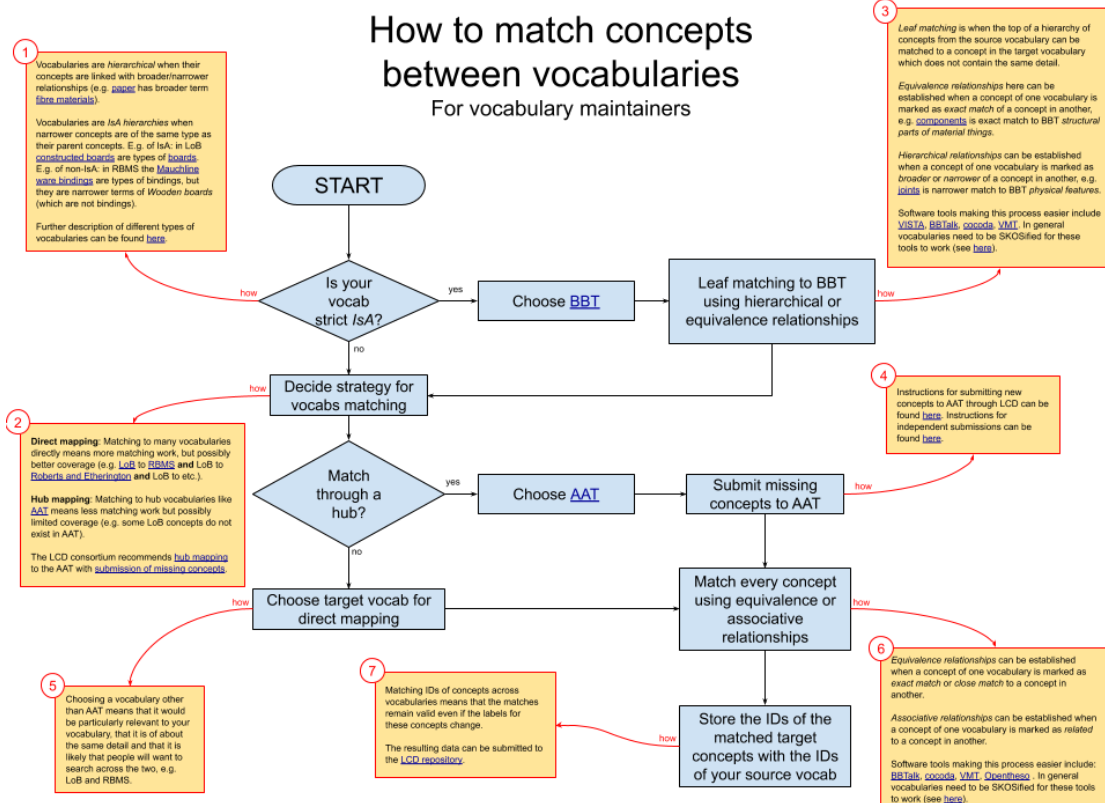 How to match concepts
between vocabularies
For vocabulary maintainers
1
Vocabularies are hierarchical when their
concepts are linked with broader/narrower
relationships (e.g. paper has broader term
fibre materials).
Vocabularies are IsA hierarchies when
narrower concepts are of the same type as
their parent concepts. E.g. of IsA: in LoB
constructed boards are types of boards.
E.g. of non-IsA: in RBMS the Mauchline
ware bindings are types of bindings, but
they are narrower terms of Wooden boards
(which are not bindings).
Further description of different types of
vocabularies can be found here.
START
Is your
vocab
strict IsA?
how
yes
no
Choose BBT
Leaf matching to BBT
using hierarchical or
equivalence relationships
how
3
Leaf matching is when the top of a hierarchy of
concepts from the source vocabulary can be
matched to a concept in the target vocabulary
which does not contain the same detail.
Equivalence relationships here can be
established when a concept of one vocabulary is
marked as exact match of a concept in another,
e.g. components is exact match to BBT structural
parts of material things.
Hierarchical relationships can be established
when a concept of one vocabulary is marked as
broader or narrower of a concept in another, e.g.
joints is narrower match to BBT physical features.
Software tools making this process easier include
VISTA, BBTalk, cocoda, VMT. In general
vocabularies need to be SKOSified for these
tools to work (see here).
Decide strategy for
vocabs matching
how
2
Direct mapping: Matching to many vocabularies
directly means more matching work, but possibly
better coverage (e.g. LoB to RBMS and LoB to
Roberts and Etherington and LoB to etc.).
Hub mapping: Matching to hub vocabularies like
AAT means less matching work but possibly
limited coverage (e.g. some LoB concepts do not
exist in AAT).
The LCD consortium recommends hub mapping
to the AAT with submission of missing concepts.
Match
through a
hub?
yes
no
Choose AAT
Submit missing
concepts to AAT
how
4
Instructions for submitting new
concepts to AAT through LCD can be
found here. Instructions for
independent submissions can be
found here.
Choose target vocab for
direct mapping
how
5
Choosing a vocabulary other
than AAT means that it would
be particularly relevant to your
vocabulary, that it is of about
the same detail and that it is
likely that people will want to
search across the two, e.g.
LoB and RBMS.
Match every concept
using equivalence or
associative
relationships
how
6
Equivalence relationships can be established
when a concept of one vocabulary is marked as
exact match or close match to a concept in
another.
Associative relationships can be established when
a concept of one vocabulary is marked as related
to a concept in another.
Software tools making this process easier include:
BBTalk, cocoda, VMT, Opentheso . In general
vocabularies need to be SKOSified for these tools
to work (see here).
Store the IDs of the
matched target
concepts with the IDs
of your source vocab
how
7
Matching IDs of concepts across
vocabularies means that the matches
remain valid even if the labels for
these concepts change.
The resulting data can be submitted to
the LCD repository.